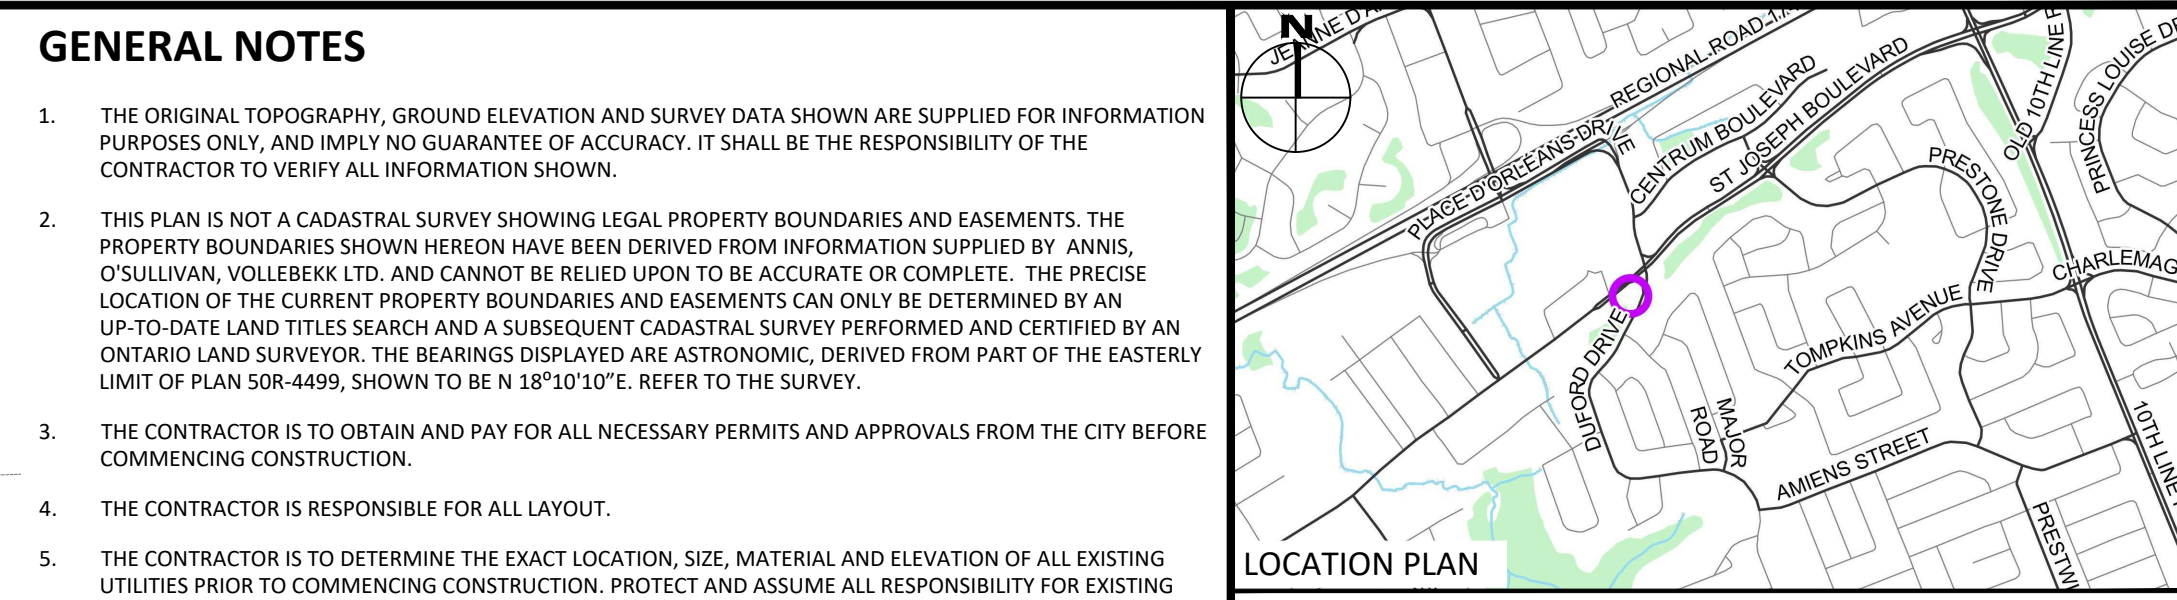 GENERAL NOTES
1. THE ORIGINAL TOPOGRAPHY, GROUND ELEVATION AND SURVEY DATA SHOWN ARE SUPPLIED FOR INFORMATION
PURPOSES ONLY, AND IMPLY NO GUARANTEE OF ACCURACY. IT SHALL BE THE RESPONSIBILITY OF THE
CONTRACTOR TO VERIFY ALL INFORMATION SHOWN.
2. THIS PLAN IS NOT A CADASTRAL SURVEY SHOWING LEGAL PROPERTY BOUNDARIES AND EASEMENTS. THE
PROPERTY BOUNDARIES SHOWN HEREON HAVE BEEN DERIVED FROM INFORMATION SUPPLIED BY ANNIS,
O'SULLIVAN, VOLLEBEKK LTD. AND CANNOT BE RELIED UPON TO BE ACCURATE OR COMPLETE. THE PRECISE
LOCATION OF THE CURRENT PROPERTY BOUNDARIES AND EASEMENTS CAN ONLY BE DETERMINED BY AN
UP-TO-DATE LAND TITLES SEARCH AND A SUBSEQUENT CADASTRAL SURVEY PERFORMED AND CERTIFIED BY AN
ONTARIO LAND SURVEYOR. THE BEARINGS DISPLAYED ARE ASTRONOMIC, DERIVED FROM PART OF THE EASTERLY
LIMIT OF PLAN 50R-4499, SHOWN TO BE N 18⁰10'10”E. REFER TO THE SURVEY.
3. THE CONTRACTOR IS TO OBTAIN AND PAY FOR ALL NECESSARY PERMITS AND APPROVALS FROM THE CITY BEFORE
COMMENCING CONSTRUCTION.
4. THE CONTRACTOR IS RESPONSIBLE FOR ALL LAYOUT.
5. THE CONTRACTOR IS TO DETERMINE THE EXACT LOCATION, SIZE, MATERIAL AND ELEVATION OF ALL EXISTING
UTILITIES PRIOR TO COMMENCING CONSTRUCTION. PROTECT AND ASSUME ALL RESPONSIBILITY FOR EXISTING
N
JEANNE D'A
REGIONAL ROAD 17
PLACE D'ORLÉANS DRIVE
CENTRUM BOULEVARD
ST JOSEPH BOULEVARD
OLD 10TH LINE R
PRINCESS LOUISE DR
PRESTONE DRIVE
CHARLEMAG
TOMPKINS AVENUE
DUFORD DRIVE
MAJOR
ROAD
AMIENS STREET
10TH LINE
PRESTWI
LOCATION PLAN